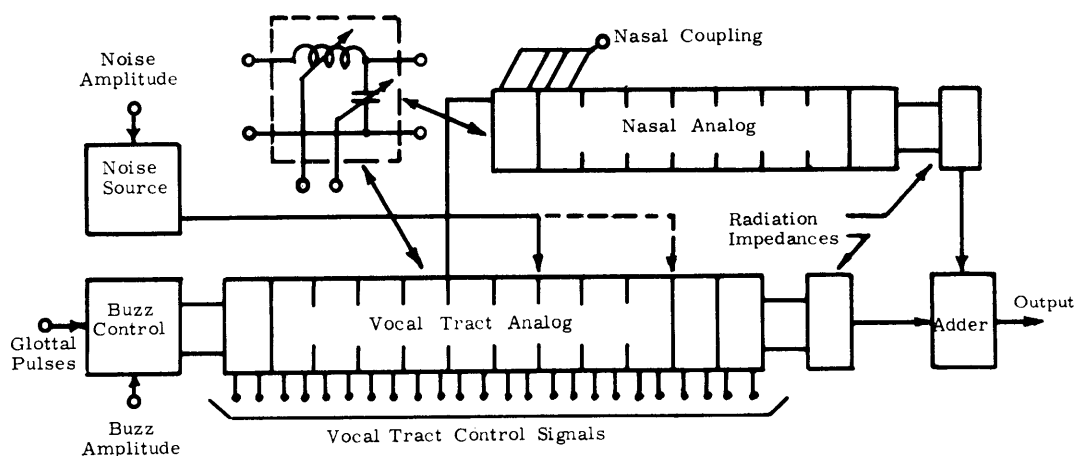 Nasal Coupling
Noise
Amplitude
Nasal Analog
Noise
Source
Radiation
Impedances
Buzz
Control
Vocal Tract Analog
Output
Adder
Glottal
Pulses
Buzz
Amplitude
Vocal Tract Control Signals